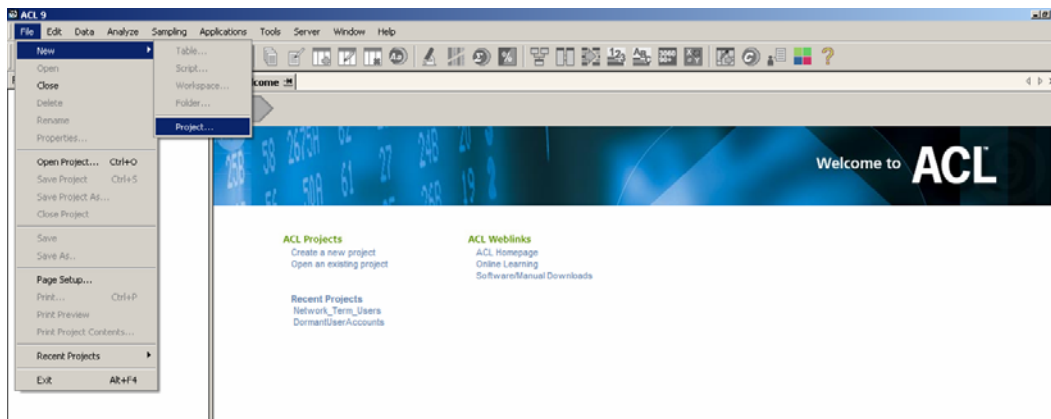 ACL 9
File Edit Data Analyze Sampling Applications Tools Server Window Help
New
Open
Close
Delete
Rename
Properties...
Open Project... Ctrl+O
Save Project Ctrl+S
Save Project As...
Close Project
Save
Save As..
Page Setup...
Print... Ctrl+P
Print Preview
Print Project Contents...
Recent Projects
Exit Alt+F4
Table...
Script...
Workspace...
Folder...
Project...
come
Welcome to ACL
ACL Projects
Create a new project
Open an existing project
Recent Projects
Network_Term_Users
DormantUserAccounts
ACL Weblinks
ACL Homepage
Online Learning
Software/Manual Downloads